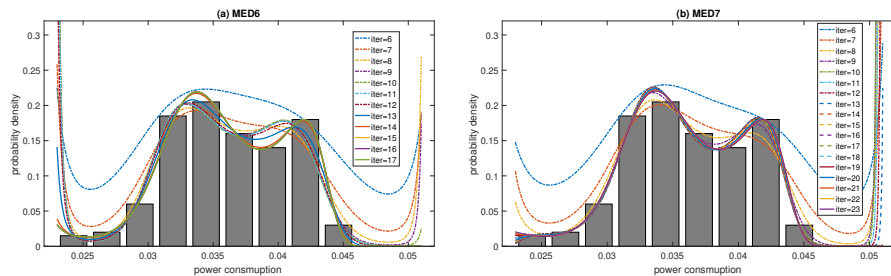 (a) MED6
probability density
0.3
0.25
0.2
0.15
0.1
0.05
0
0.025
0.03
0.035
0.04
0.045
0.05
power consmuption
iter=6
iter=7
iter=8
iter=9
iter=10
iter=11
iter=12
iter=13
iter=14
iter=15
iter=16
iter=17
(b) MED7
probability density
0.3
0.25
0.2
0.15
0.1
0.05
0
0.025
0.03
0.035
0.04
0.045
0.05
power consumption
iter=6
iter=7
iter=8
iter=9
iter=10
iter=11
iter=12
iter=13
iter=14
iter=15
iter=16
iter=17
iter=18
iter=19
iter=20
iter=21
iter=22
iter=23